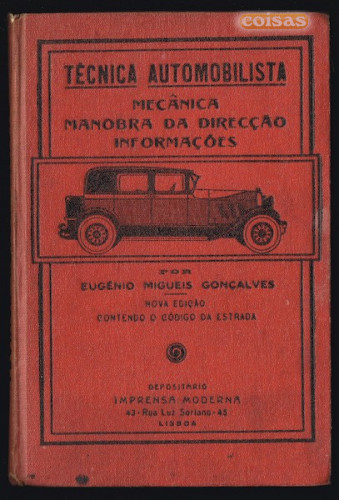 coisas
TÉCNICA AUTOMOBILISTA
MECÂNICA
MANOBRA DA DIRECÇÃO
INFORMAÇÕES
POR
EUGÉNIO MIGUEIS GONÇALVES
NOVA EDIÇÃO
CONTENDO O CÓDIGO DA ESTRADA
DEPOSITARIO
IMPRENSA MODERNA
43-Rua Luz Soriano-45
LISBOA